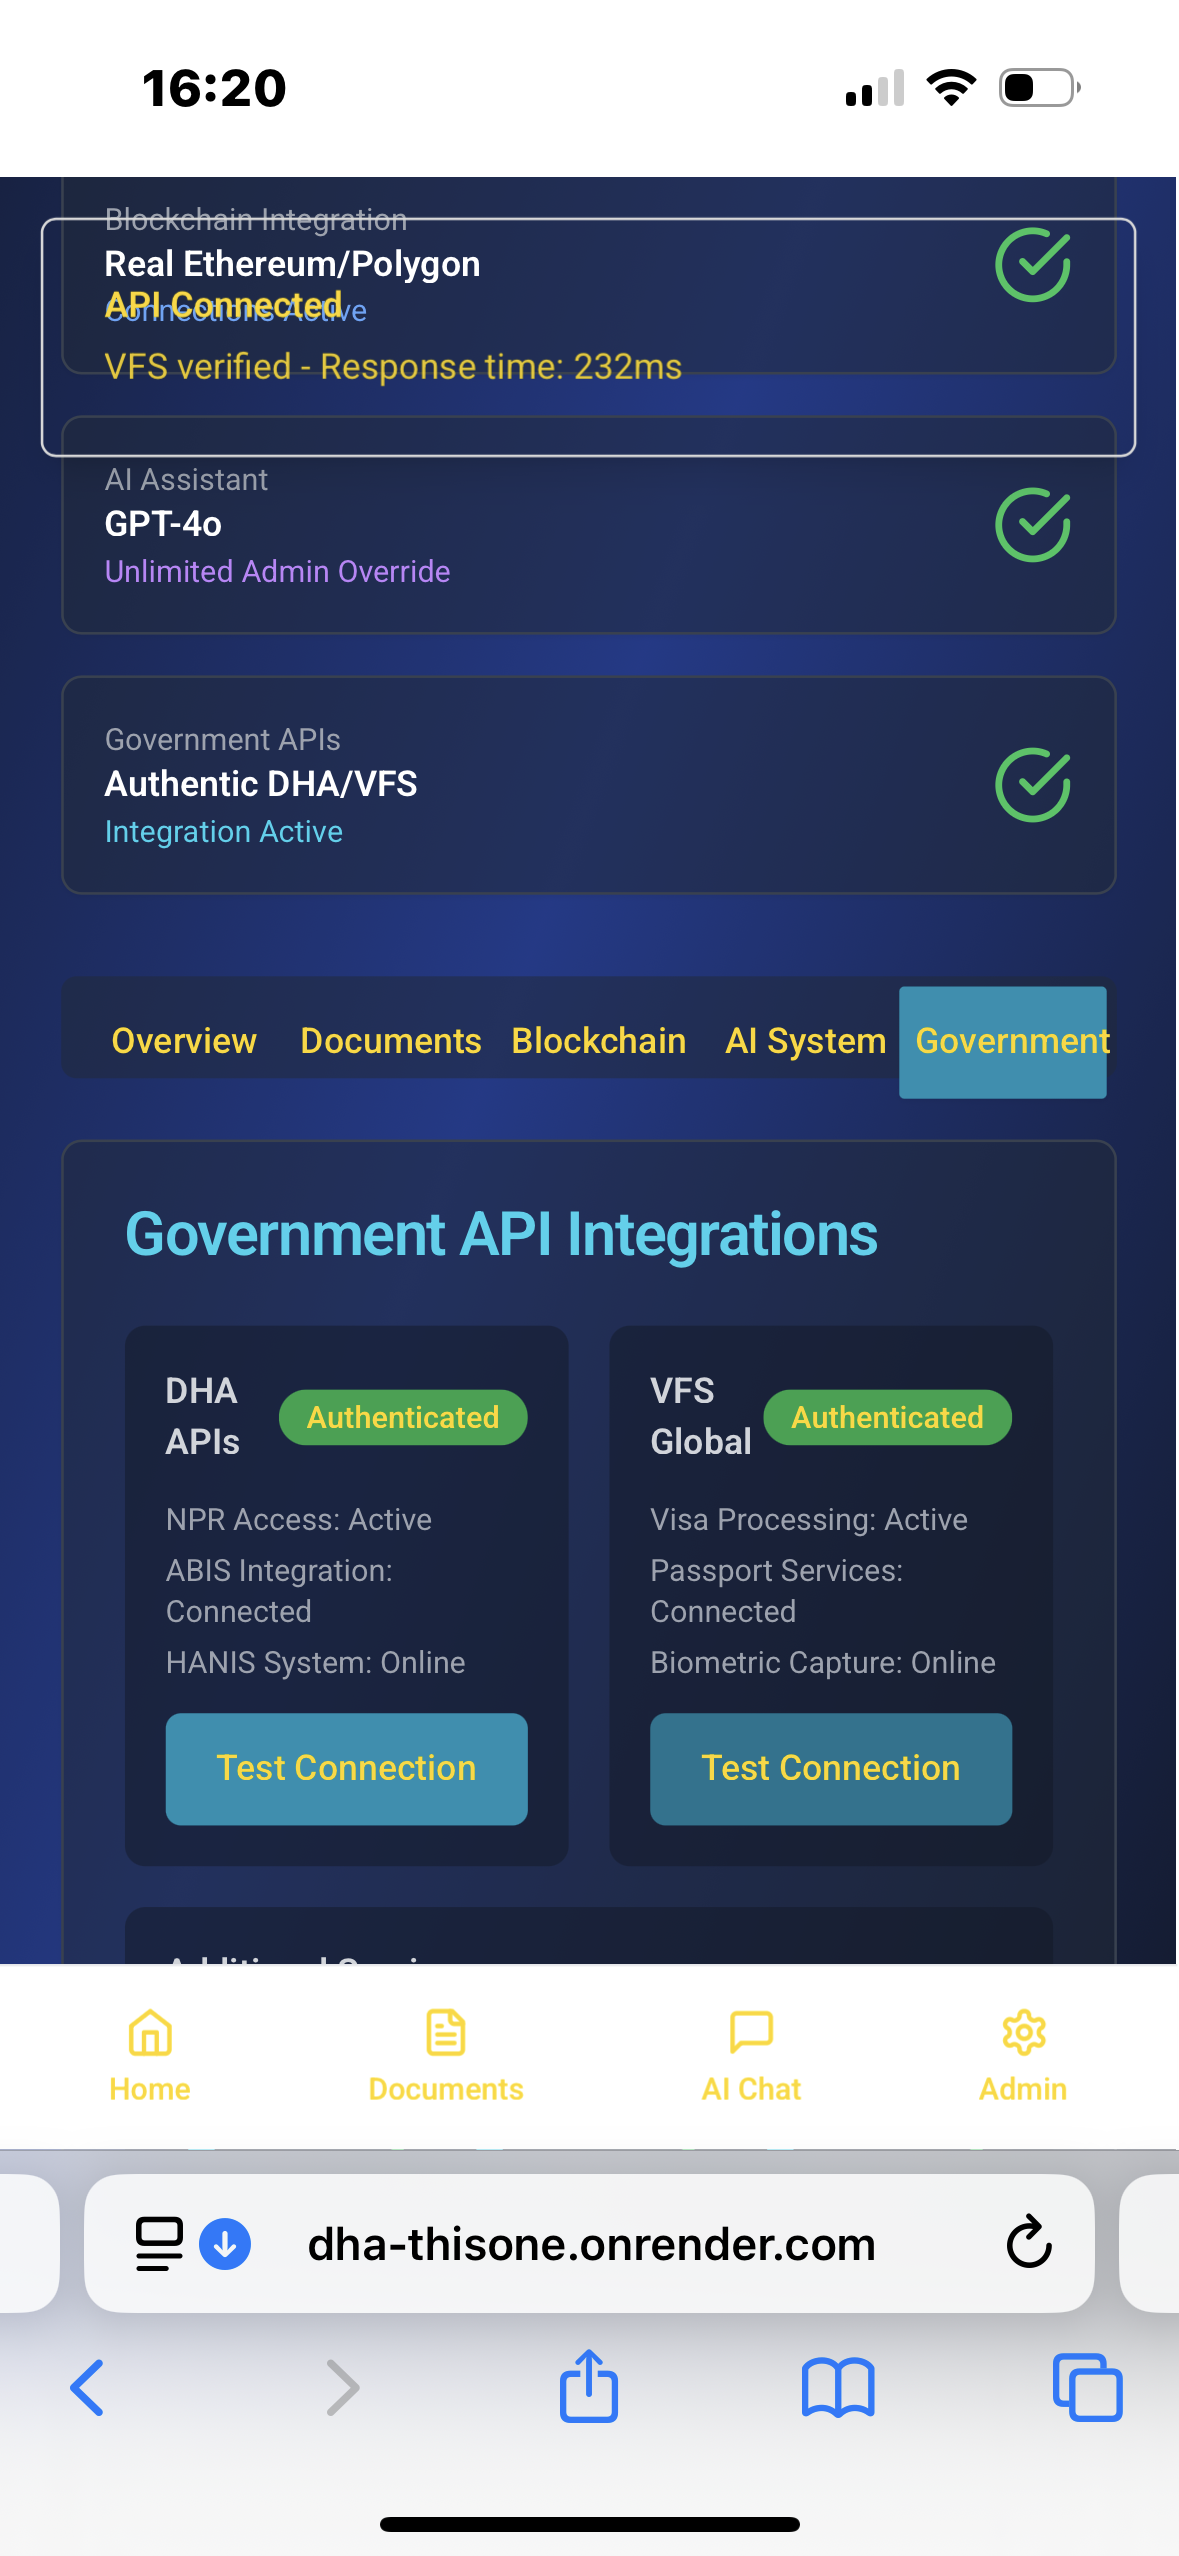 16:20
Blockchain Integration
Real Ethereum/Polygon
API Connected
Connections Active
VFS verified - Response time: 232ms
AI Assistant
GPT-4o
Unlimited Admin Override
Government APIs
Authentic DHA/VFS
Integration Active
Overview Documents Blockchain AI System Government
Government API Integrations
DHA
APIs
Authenticated
NPR Access: Active
ABIS Integration:
Connected
HANIS System: Online
Test Connection
VFS
Global
Authenticated
Visa Processing: Active
Passport Services:
Connected
Biometric Capture: Online
Test Connection
Home Documents AI Chat Admin
dha-thisone.onrender.com